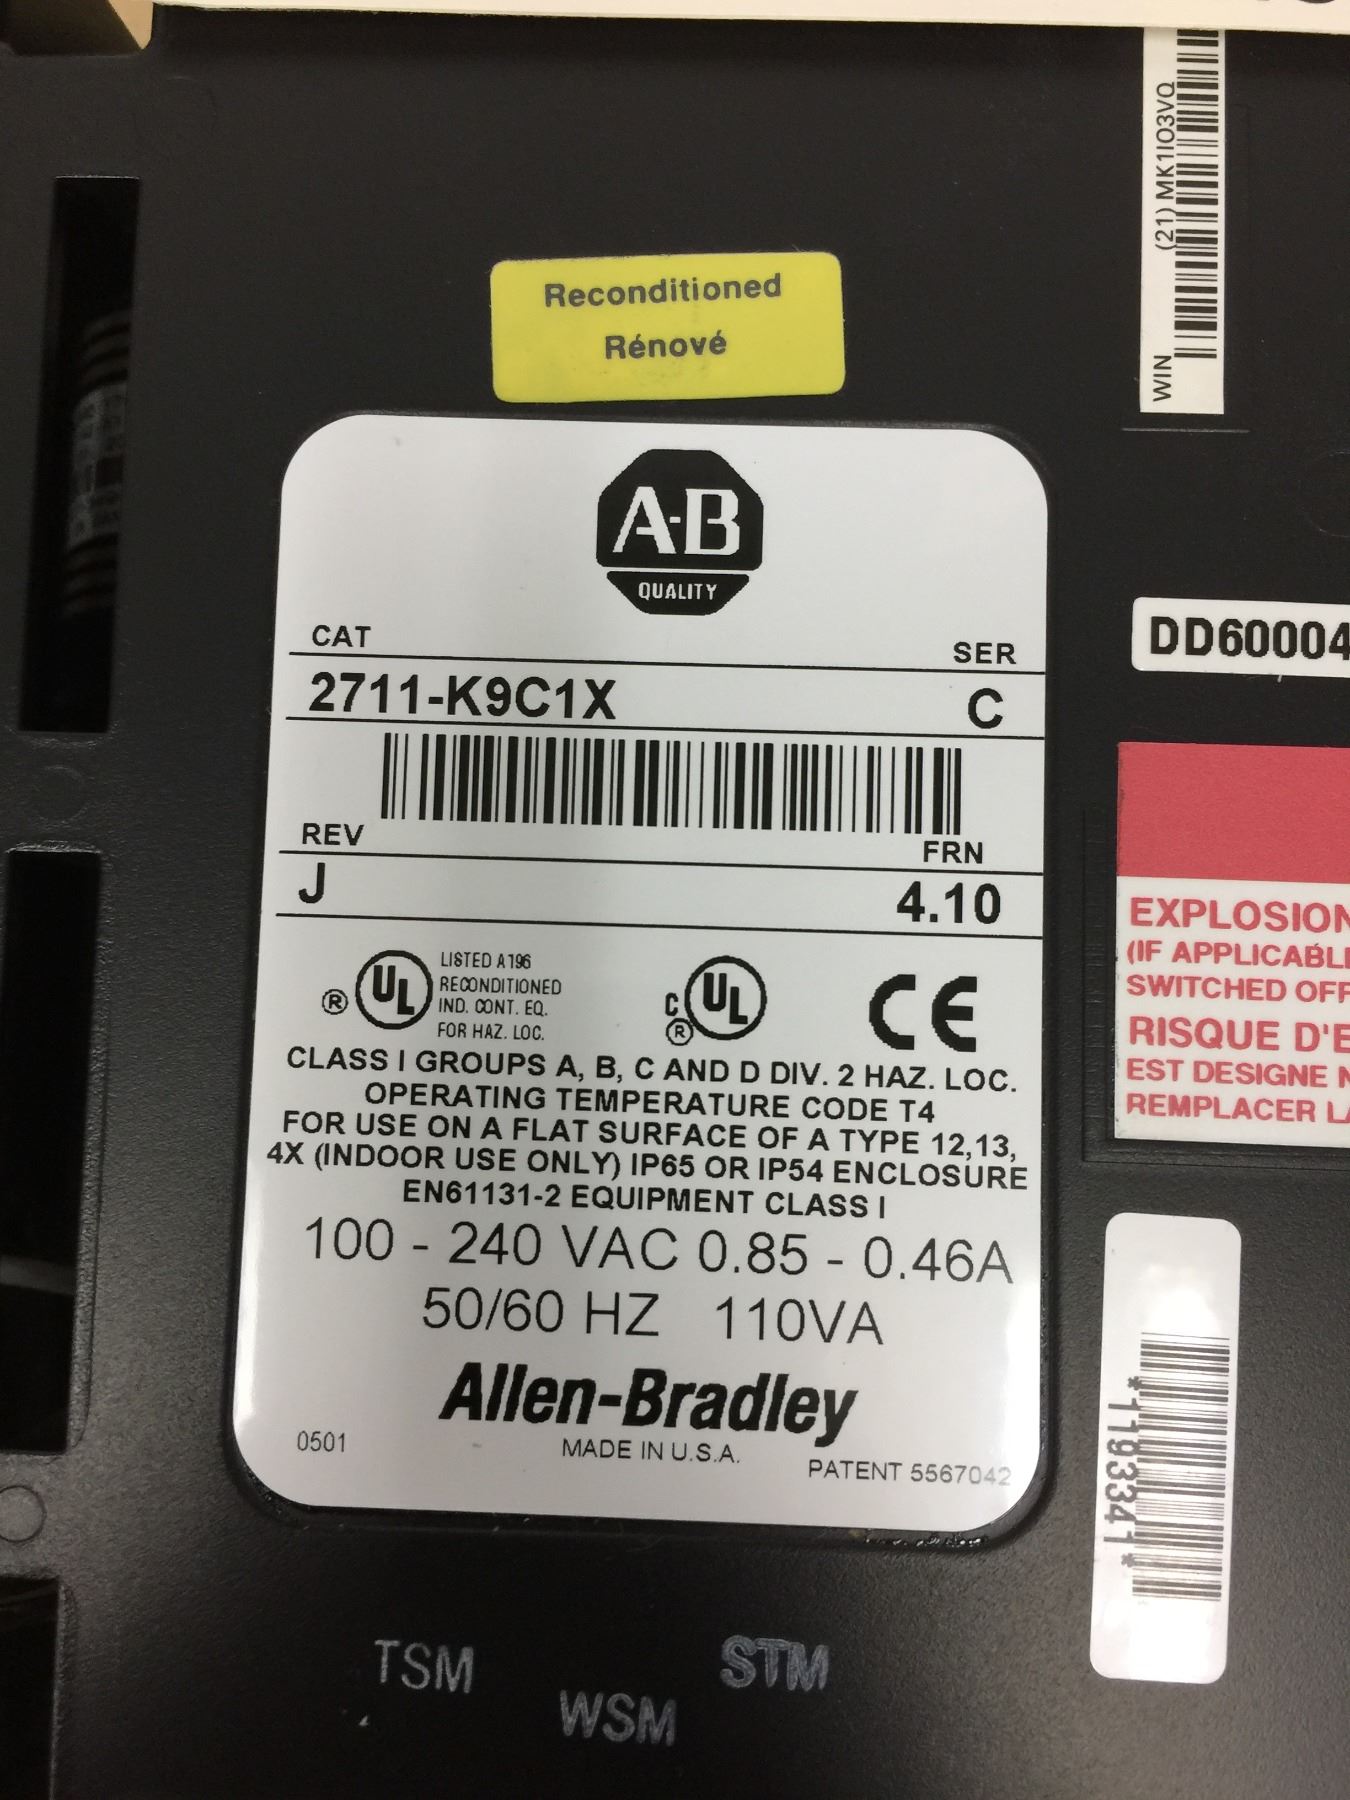 WIN (21) MK1IO3VQ
Reconditioned
Rénové
A-B
QUALITY
CAT SER
2711-K9C1X C
REV FRN
J 4.10
DD60004
UL
LISTED A196
RECONDITIONED
IND. CONT. EQ.
FOR HAZ. LOC.
®
C UL ®
CE
CLASS I GROUPS A, B, C AND D DIV. 2 HAZ. LOC.
OPERATING TEMPERATURE CODE T4
FOR USE ON A FLAT SURFACE OF A TYPE 12,13,
4X (INDOOR USE ONLY) IP65 OR IP54 ENCLOSURE
EN61131-2 EQUIPMENT CLASS I
100 - 240 VAC 0.85 - 0.46A
50/60 HZ 110VA
Allen-Bradley
0501 MADE IN U.S.A. PATENT 5567042
EXPLOSION
(IF APPLICABL
SWITCHED OFF
RISQUE D'E
EST DESIGNE N
REMPLACER LA
*1193341*
TSM STM
WSM